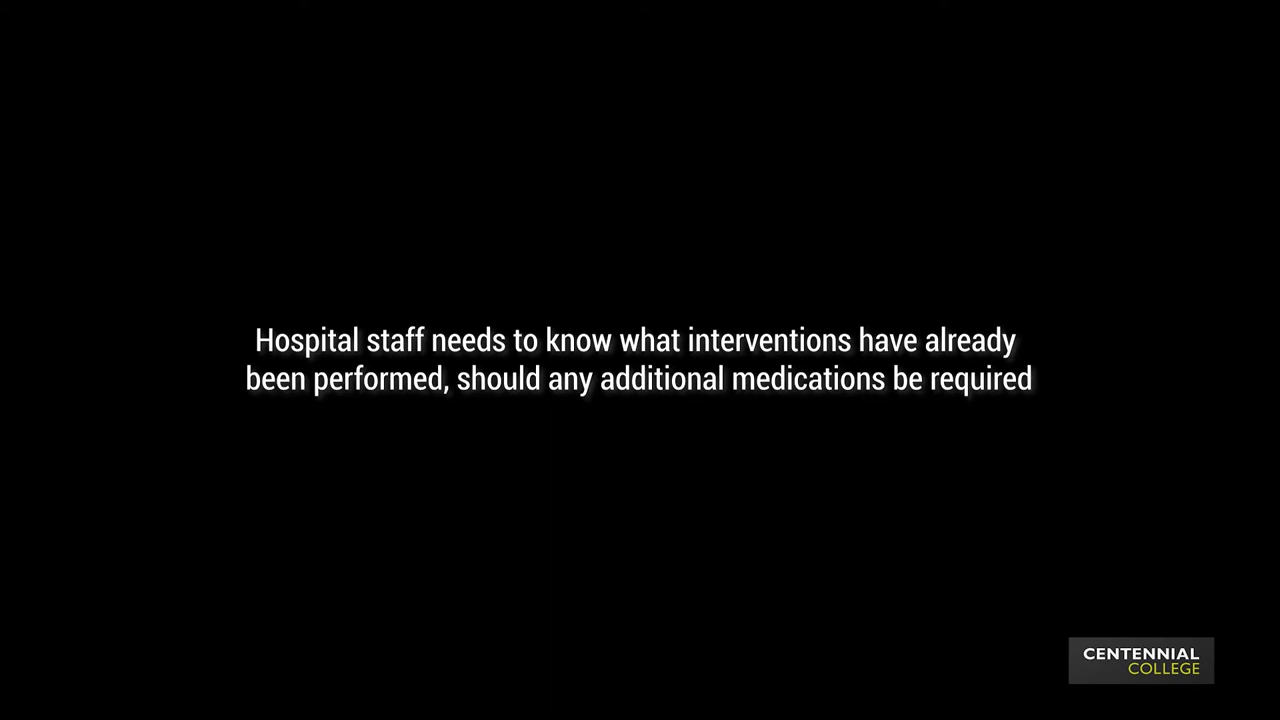 Hospital staff needs to know what interventions have already
been performed, should any additional medications be required
CENTENNIAL
COLLEGE